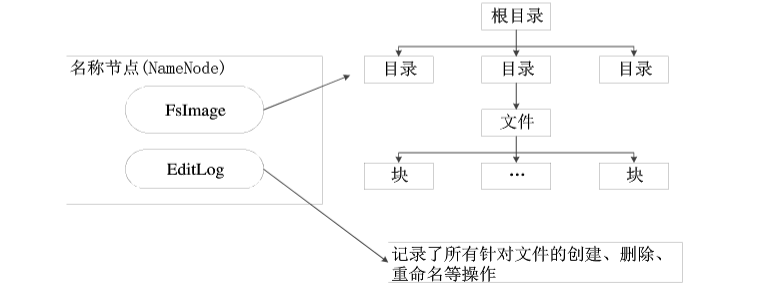 根目录
名称节点(NameNode)
目录
目录
目录
FsImage
文件
EditLog
块
…
块
记录了所有针对文件的创建、删除、
重命名等操作